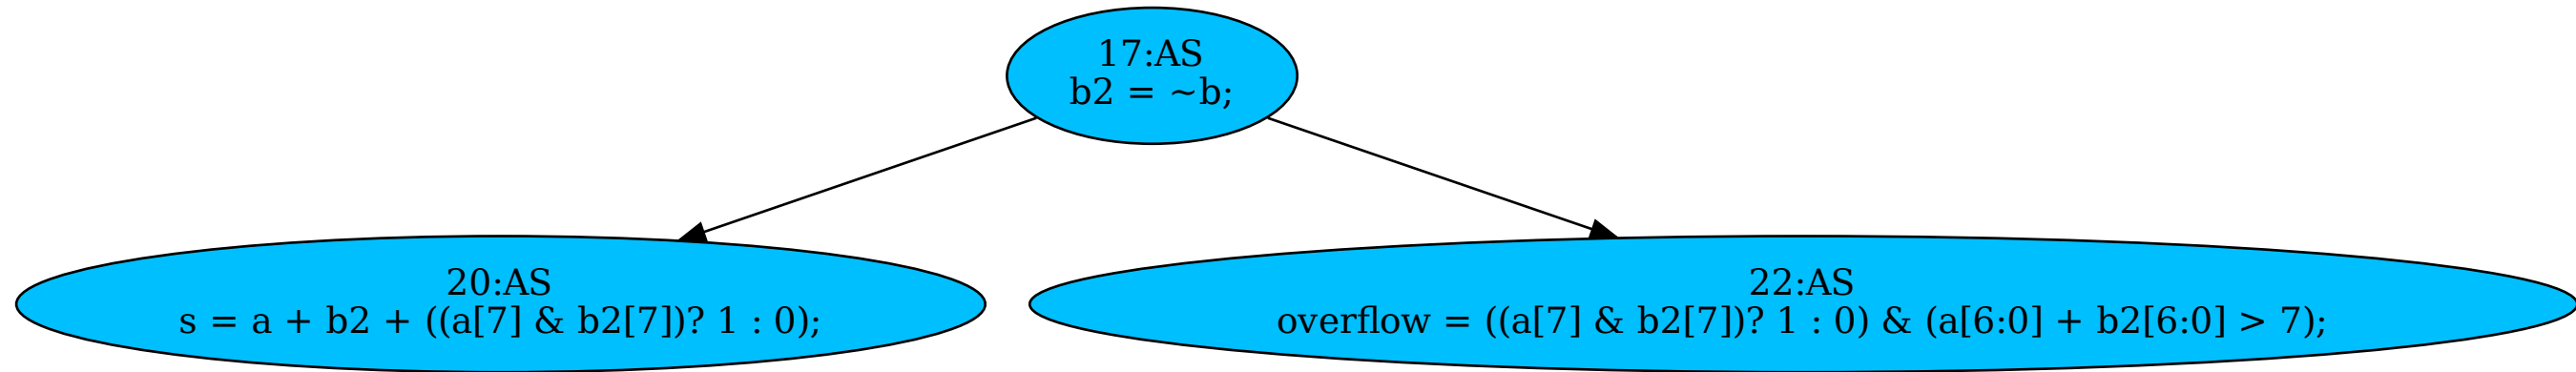 17:AS
b2 = ~b;
20:AS
s = a + b2 + ((a[7] & b2[7])? 1 : 0);
22:AS
overflow = ((a[7] & b2[7])? 1 : 0) & (a[6:0] + b2[6:0] > 7);